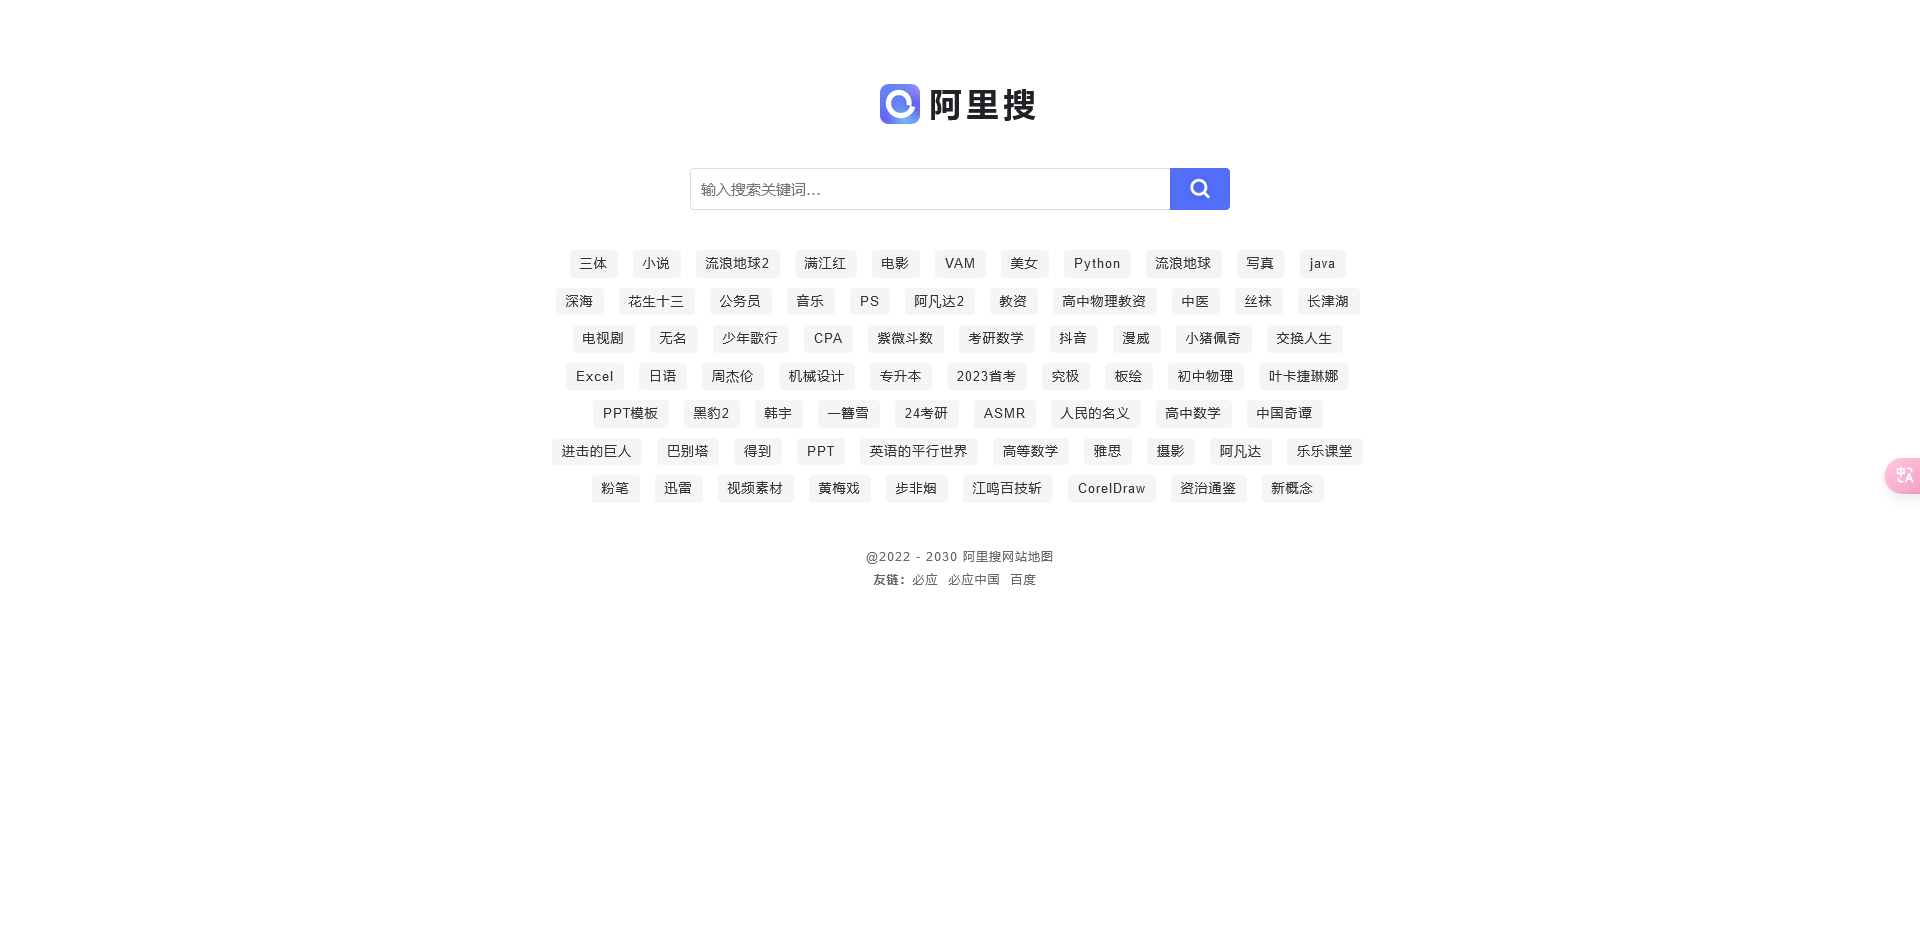 阿里搜
输入搜索关键词...
三体 小说 流浪地球2 满江红 电影 VAM 美女 Python 流浪地球 写真 java
深海 花生十三 公务员 音乐 PS 阿凡达2 教资 高中物理教资 中医 丝袜 长津湖
电视剧 无名 少年歌行 CPA 紫微斗数 考研数学 抖音 漫威 小猪佩奇 交换人生
Excel 日语 周杰伦 机械设计 专升本 2023省考 究极 板绘 初中物理 叶卡捷琳娜
PPT模板 黑豹2 韩宇 一簪雪 24考研 ASMR 人民的名义 高中数学 中国奇谭
进击的巨人 巴别塔 得到 PPT 英语的平行世界 高等数学 雅思 摄影 阿凡达 乐乐课堂
粉笔 迅雷 视频素材 黄梅戏 步非烟 江鸣百技斩 CorelDraw 资治通鉴 新概念
@2022 - 2030 阿里搜网站地图
友链：必应 必应中国 百度